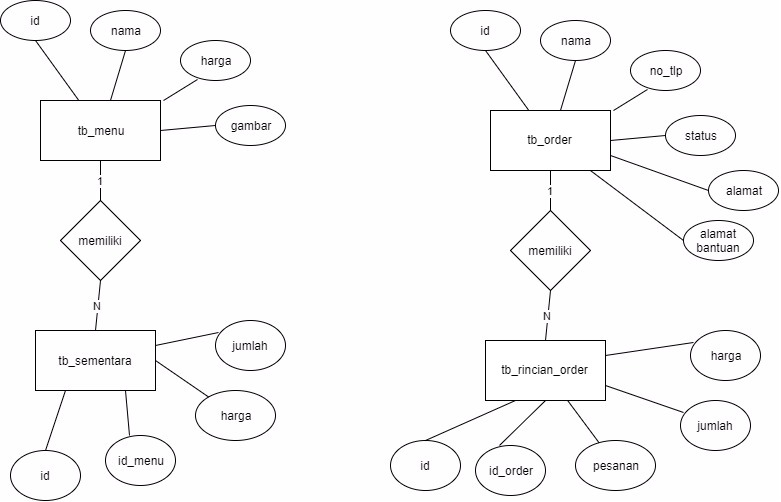 id
nama
harga
gambar
tb_menu
1
memiliki
N
tb_sementara
jumlah
harga
id_menu
id
id
nama
no_tlp
status
alamat
alamat
bantuan
tb_order
1
memiliki
N
tb_rincian_order
harga
jumlah
pesanan
id_order
id